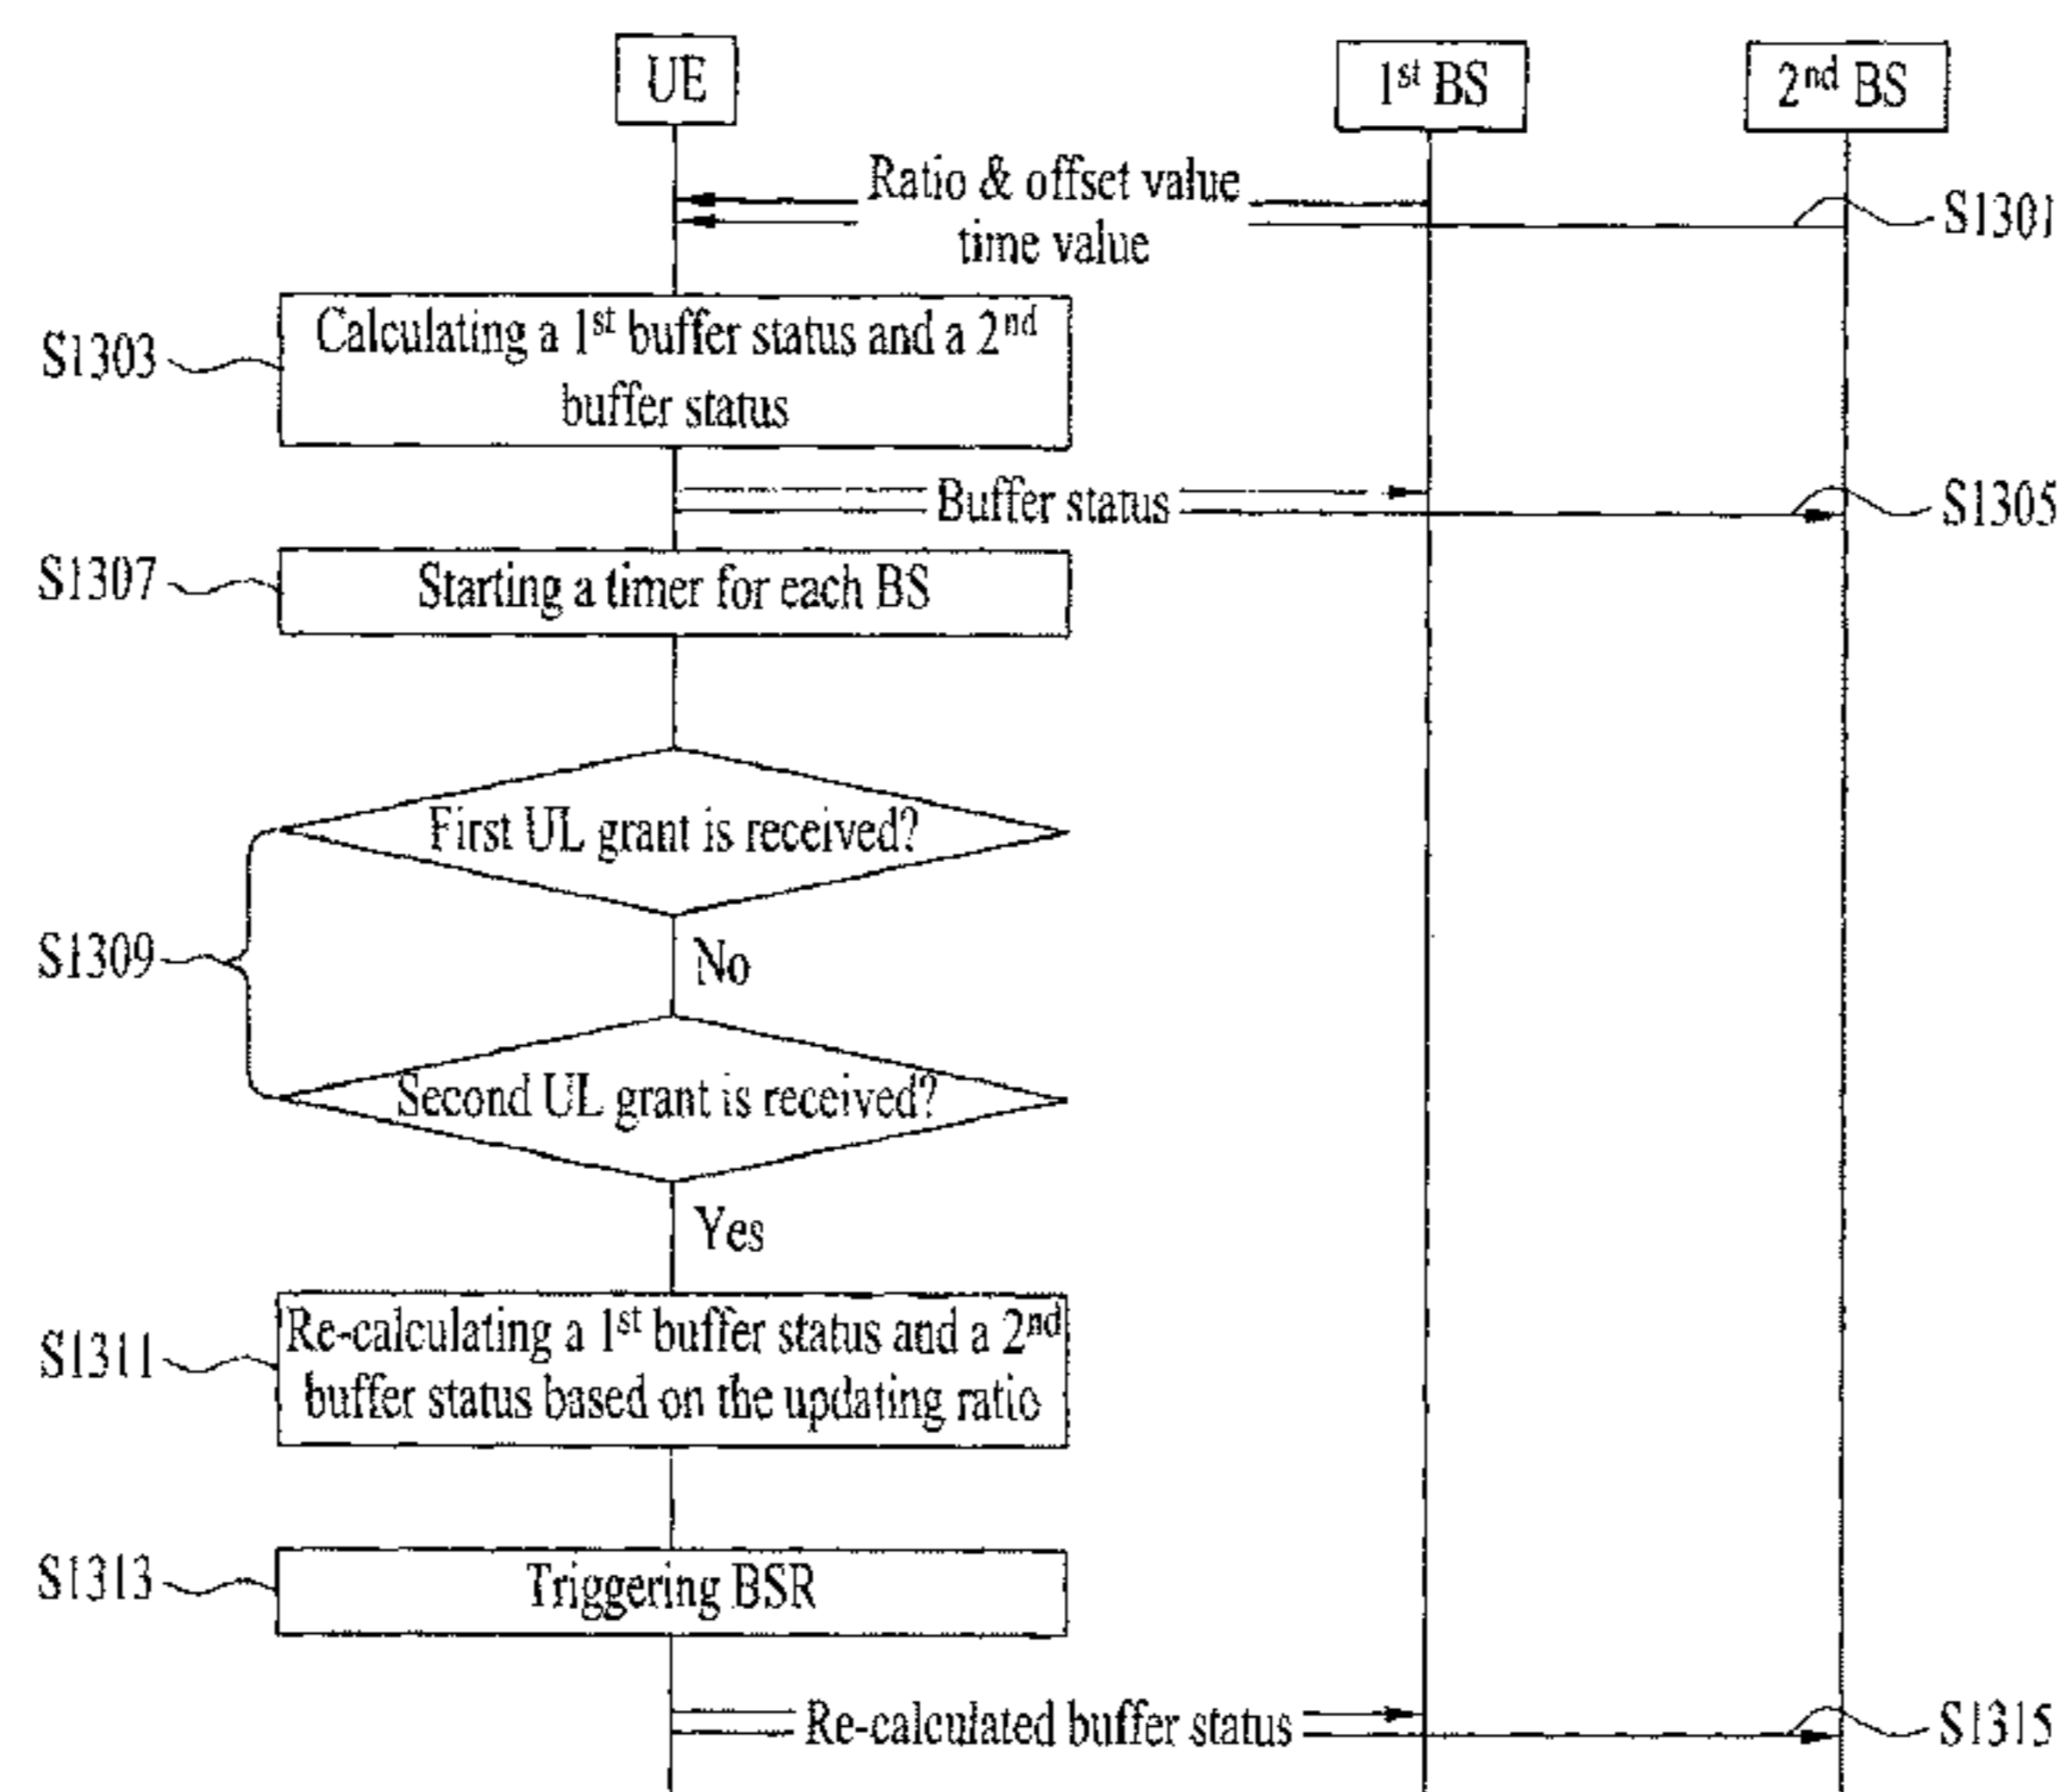 UE
1st BS
2nd BS
Ratio & offset value
time value
S1301
Calculating a 1st buffer status and a 2nd
buffer status
S1303
Buffer status
S1305
S1307
Starting a timer for each BS
First UL grant is received?
S1309
No
Second UL grant is received?
Yes
Re-calculating a 1st buffer status and a 2nd
buffer status based on the updating ratio
S1311
S1313
Triggering BSR
Re-calculated buffer status
S1315